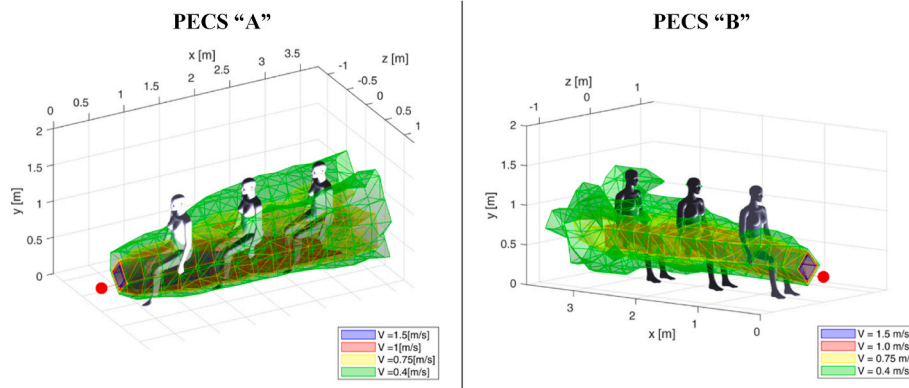 PECS “A”
x [m]
z [m]
0
0.5
1
1.5
2
2.5
3
3.5
-1
-0.5
0
0.5
1
2
1.5
1
0.5
0
y [m]
V =1.5[m/s]
V =1[m/s]
V =0.75[m/s]
V =0.4[m/s]
PECS “B”
z [m]
-1
0
1
2
1.5
1
0.5
0
y [m]
3
2
1
0
x [m]
V = 1.5 m/s
V = 1.0 m/s
V = 0.75 m/s
V = 0.4 m/s